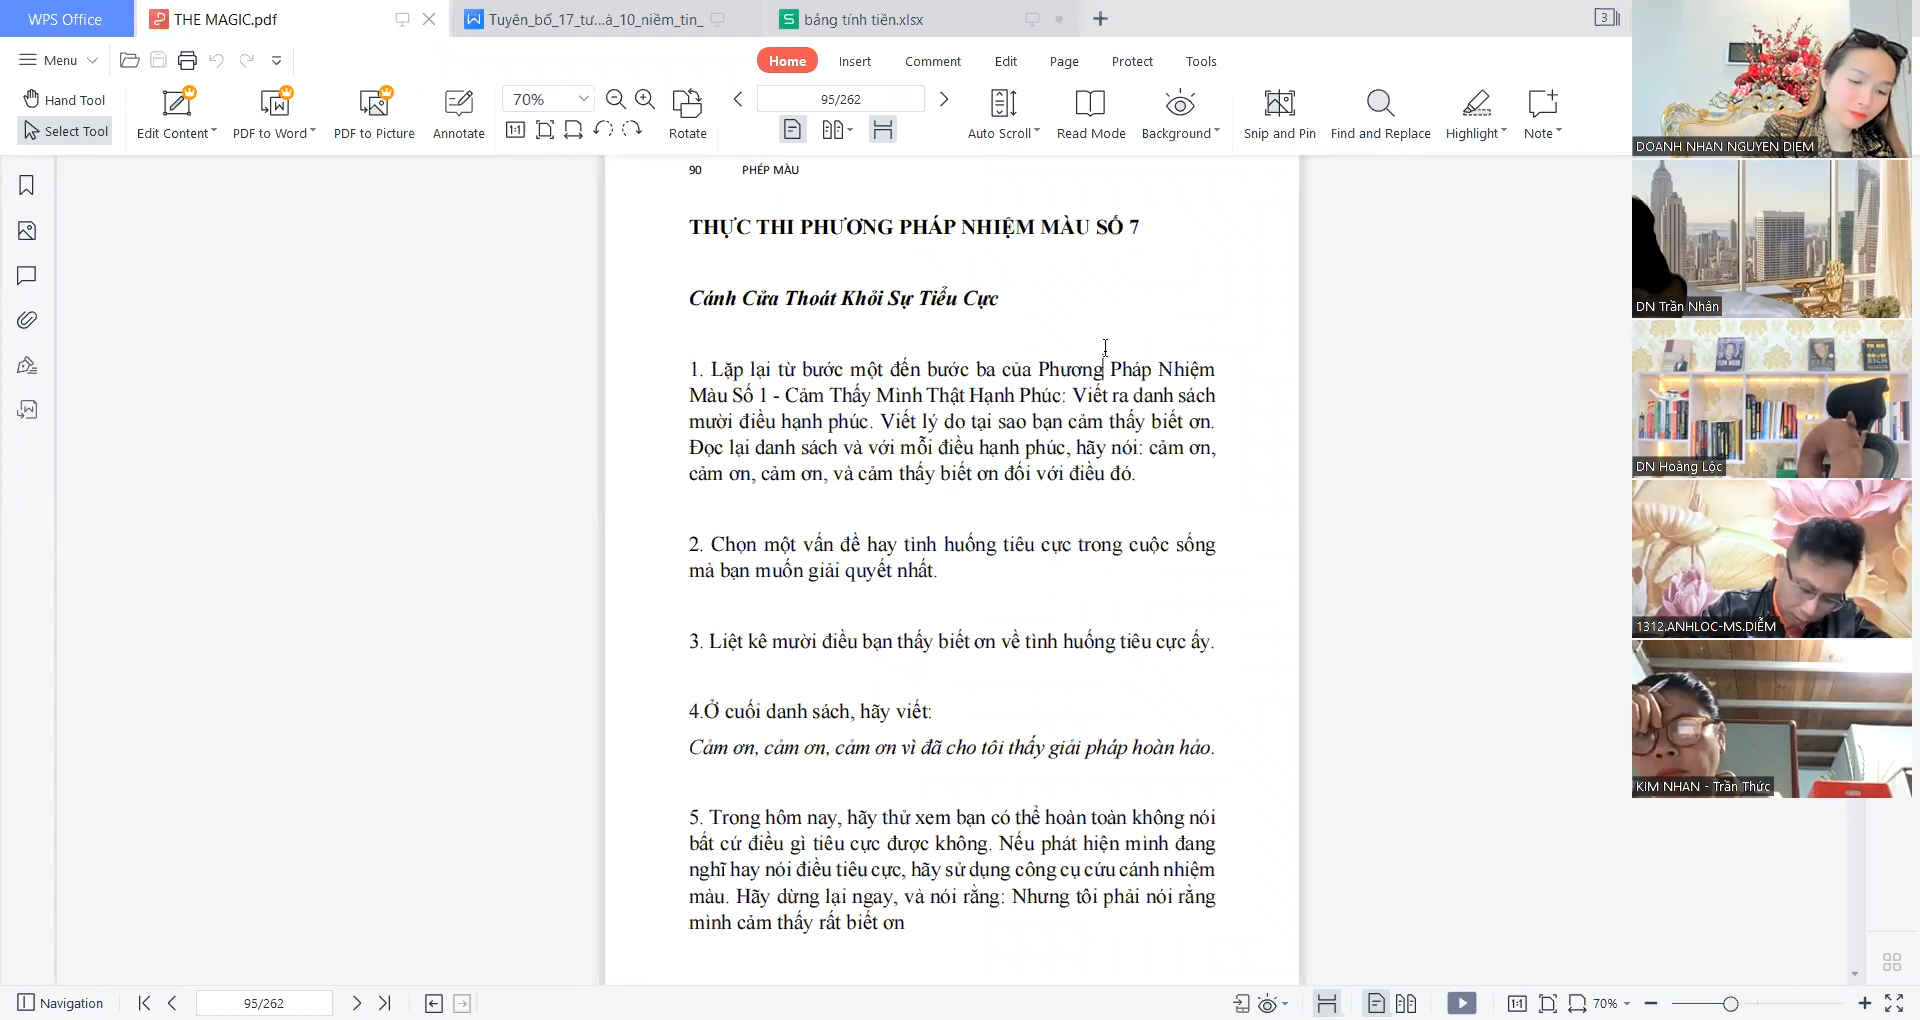 WPS Office
THE MAGIC.pdf
Tuyên_bố_17_tư...à_10_niềm_tin_
bảng tính tiền.xlsx
3
Menu
Home
Insert
Comment
Edit
Page
Protect
Tools
Hand Tool
Select Tool
Edit Content
PDF to Word
PDF to Picture
Annotate
70%
1:1
Rotate
95/262
Auto Scroll
Read Mode
Background
Snip and Pin
Find and Replace
Highlight
Note
90 PHÉP MÀU
THỰC THI PHƯƠNG PHÁP NHIỆM MÀU SỐ 7
Cánh Cửa Thoát Khỏi Sự Tiểu Cực
1. Lặp lại từ bước một đến bước ba của Phương Pháp Nhiệm
Màu Số 1 - Cảm Thấy Mình Thật Hạnh Phúc: Viết ra danh sách
mười điều hạnh phúc. Viết lý do tại sao bạn cảm thấy biết ơn.
Đọc lại danh sách và với mỗi điều hạnh phúc, hãy nói: cảm ơn,
cảm ơn, cảm ơn, và cảm thấy biết ơn đối với điều đó.
2. Chọn một vấn đề hay tình huống tiêu cực trong cuộc sống
mà bạn muốn giải quyết nhất.
3. Liệt kê mười điều bạn thấy biết ơn về tình huống tiêu cực ấy.
4.Ở cuối danh sách, hãy viết:
Cảm ơn, cảm ơn, cảm ơn vì đã cho tôi thấy giải pháp hoàn hảo.
5. Trong hôm nay, hãy thử xem bạn có thể hoàn toàn không nói
bất cứ điều gì tiêu cực được không. Nếu phát hiện mình đang
nghĩ hay nói điều tiêu cực, hãy sử dụng công cụ cứu cánh nhiệm
màu. Hãy dừng lại ngay, và nói rằng: Nhưng tôi phải nói rằng
mình cảm thấy rất biết ơn
DOANH NHAN NGUYEN DIEM
DN Trần Nhân
DN Hoàng Lộc
1312.ANHLOC-MS.DIỄM
KIM NHAN - Trần Thức
Navigation
95/262
1:1
70%